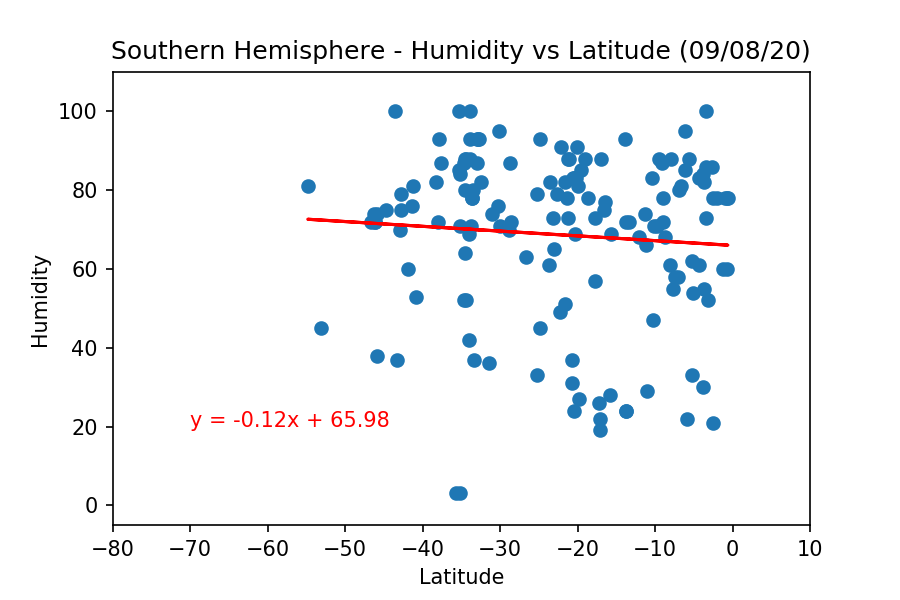 Southern Hemisphere - Humidity vs Latitude (09/08/20)
100
80
60
40
20
0
Humidity
y = -0.12x + 65.98
−80 −70 −60 −50 −40 −30 −20 −10 0 10
Latitude